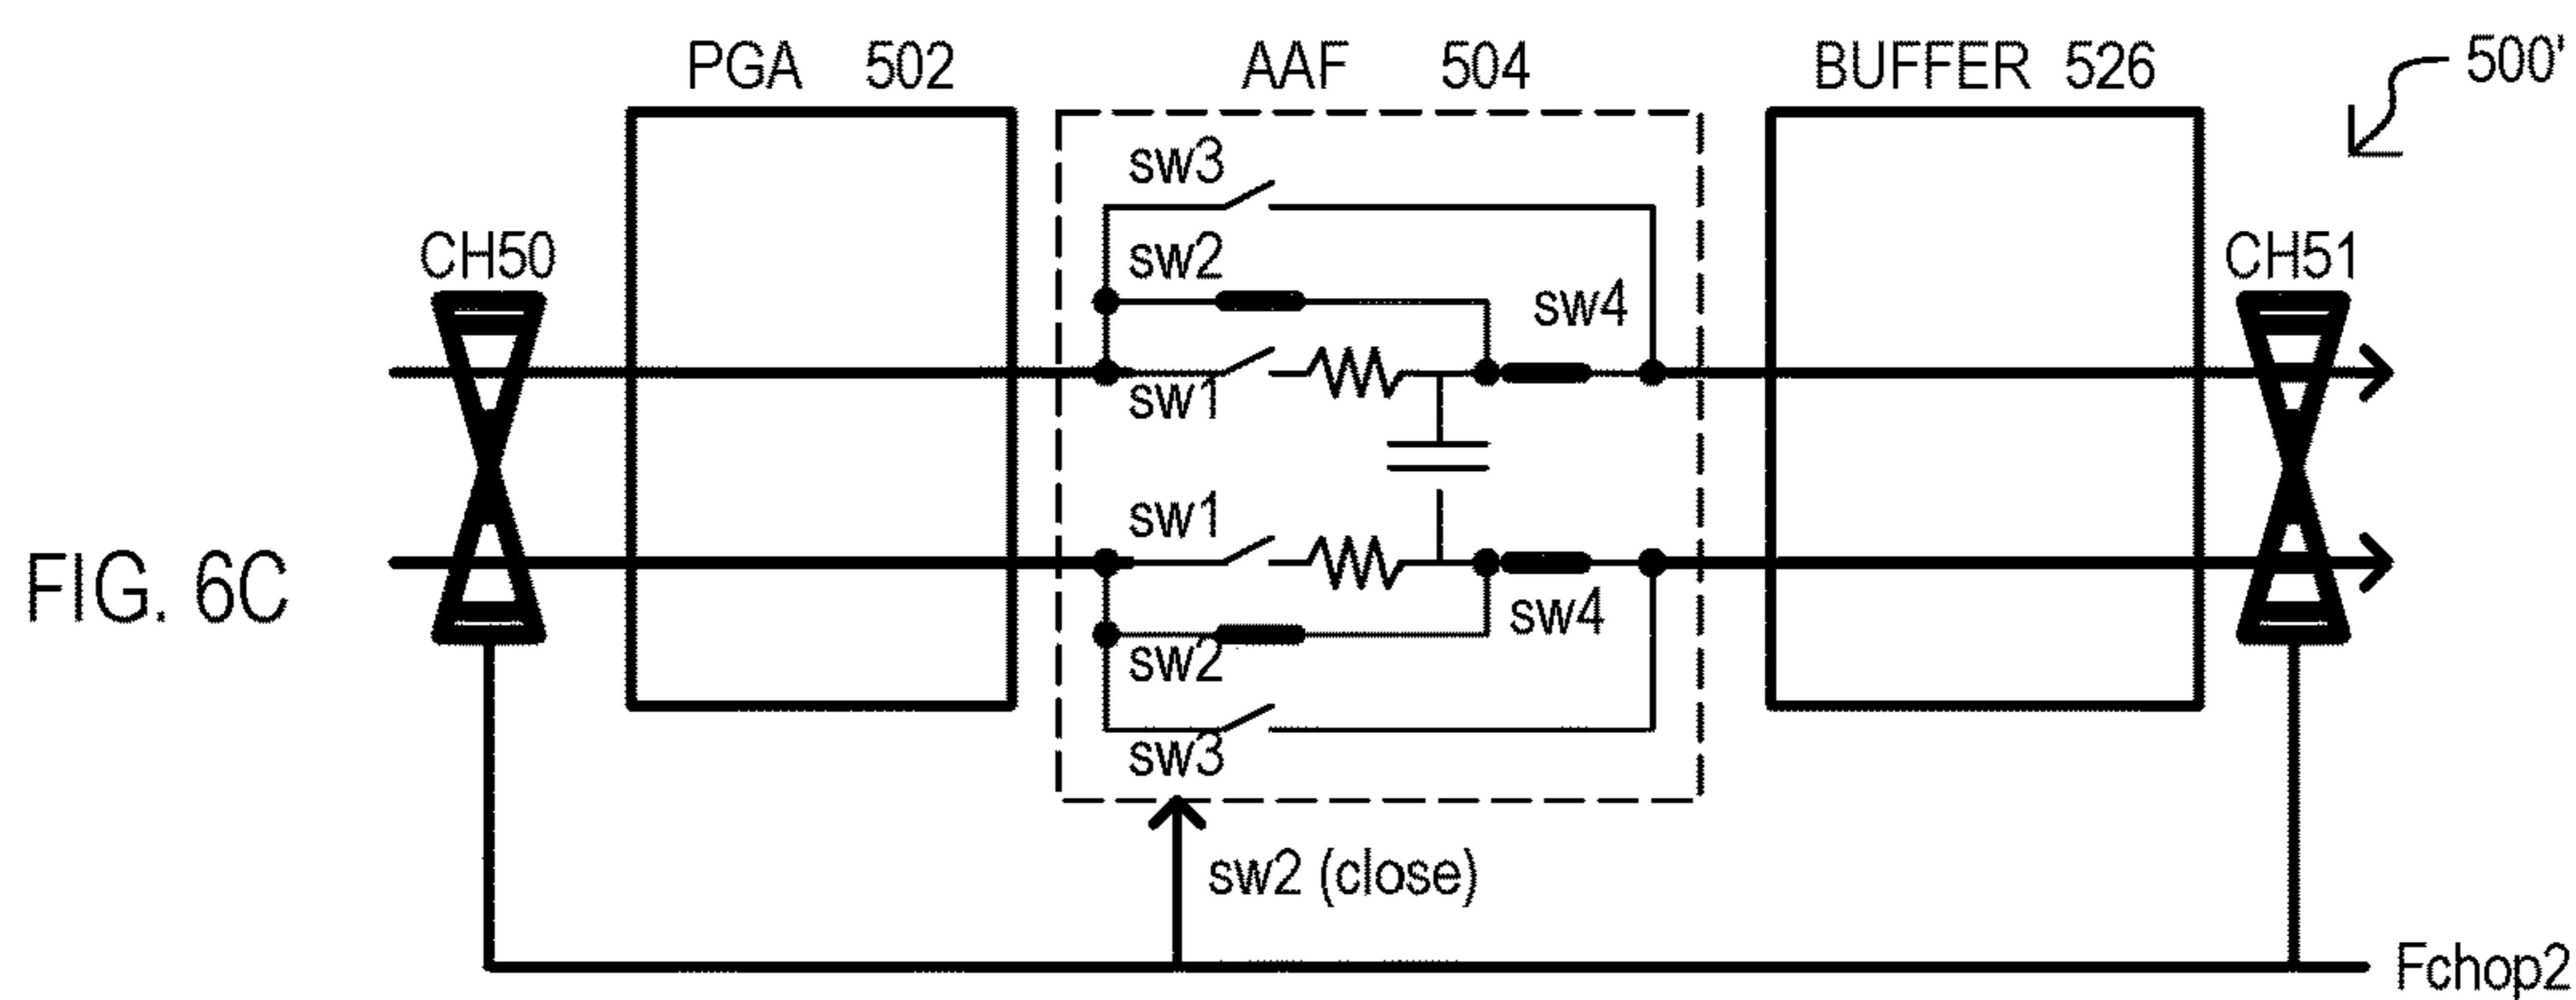 PGA 502
AAF 504
BUFFER 526
500'
sw3
CH50
sw2
sw4
CH51
sw1
sw1
FIG. 6C
sw4
sw2
sw3
sw2 (close)
Fchop2